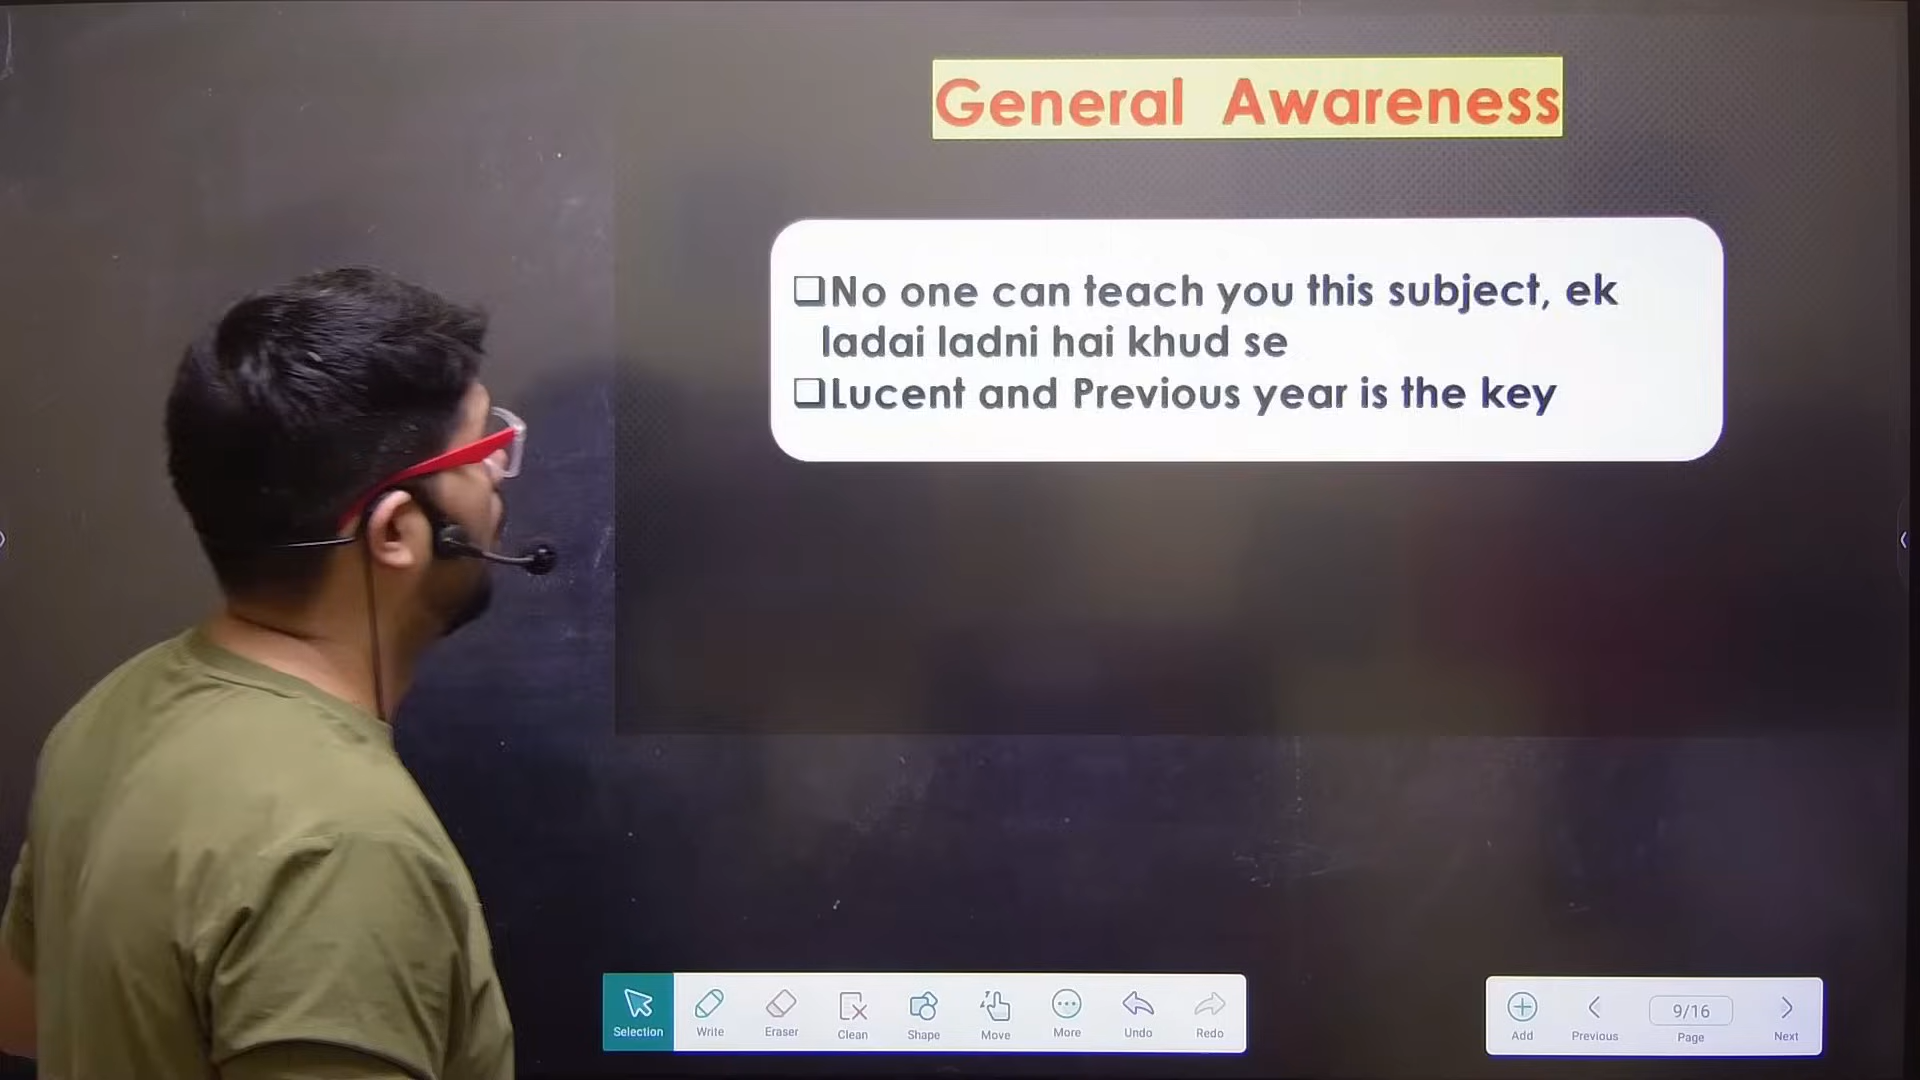 General Awareness
❑No one can teach you this subject, ek
ladai ladni hai khud se
❑Lucent and Previous year is the key
Selection Write Eraser Clean Shape Move More Undo Redo
Add Previous 9/16 Page Next